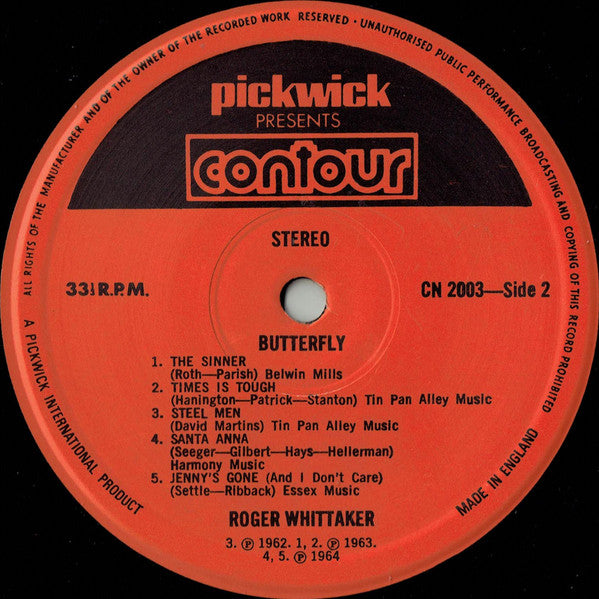 ALL RIGHTS OF THE MANUFACTURER AND OF THE OWNER OF THE RECORDED WORK RESERVED · UNAUTHORISED PUBLIC PERFORMANCE BROADCASTING AND COPYING OF THIS RECORD PROHIBITED
pickwick
PRESENTS
contour
STEREO
33⅓ R.P.M.
CN 2003—Side 2
BUTTERFLY
1. THE SINNER
(Roth—Parish) Belwin Mills
2. TIMES IS TOUGH
(Hanington—Patrick—Stanton) Tin Pan Alley Music
3. STEEL MEN
(David Martins) Tin Pan Alley Music
4. SANTA ANNA
(Seeger—Gilbert—Hays—Hellerman)
Harmony Music
5. JENNY'S GONE (And I Don't Care)
(Settle—Ribback) Essex Music
ROGER WHITTAKER
3. ℗ 1962. 1, 2. ℗ 1963.
4, 5. ℗ 1964
A PICKWICK INTERNATIONAL PRODUCT
MADE IN ENGLAND